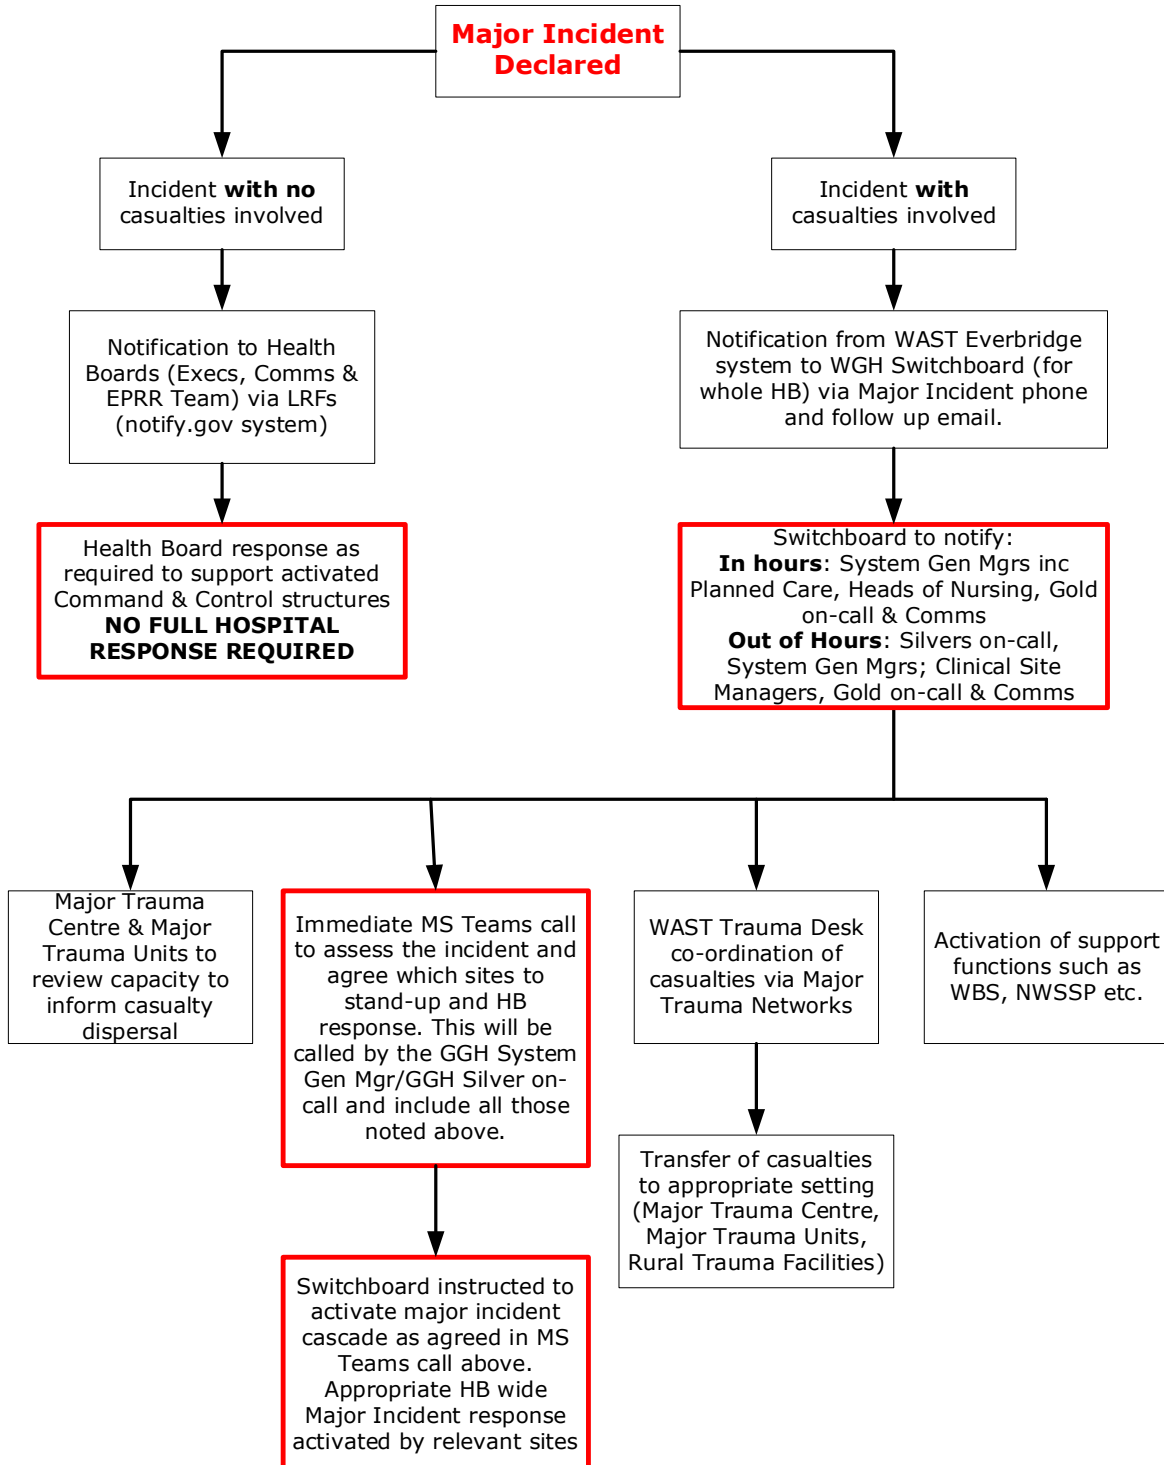 Major Incident
Declared
Incident with no
casualties involved
Incident with
casualties involved
Notification to Health
Boards (Execs, Comms &
EPRR Team) via LRFs
(notify.gov system)
Notification from WAST Everbridge
system to WGH Switchboard (for
whole HB) via Major Incident phone
and follow up email.
Health Board response as
required to support activated
Command & Control structures
NO FULL HOSPITAL
RESPONSE REQUIRED
Switchboard to notify:
In hours: System Gen Mgrs inc
Planned Care, Heads of Nursing, Gold
on-call & Comms
Out of Hours: Silvers on-call,
System Gen Mgrs; Clinical Site
Managers, Gold on-call & Comms
Major Trauma
Centre & Major
Trauma Units to
review capacity to
inform casualty
dispersal
Immediate MS Teams call
to assess the incident and
agree which sites to
stand-up and HB
response. This will be
called by the GGH System
Gen Mgr/GGH Silver on-
call and include all those
noted above.
WAST Trauma Desk
co-ordination of
casualties via Major
Trauma Networks
Activation of support
functions such as
WBS, NWSSP etc.
Transfer of casualties
to appropriate setting
(Major Trauma Centre,
Major Trauma Units,
Rural Trauma Facilities)
Switchboard instructed to
activate major incident
cascade as agreed in MS
Teams call above.
Appropriate HB wide
Major Incident response
activated by relevant sites